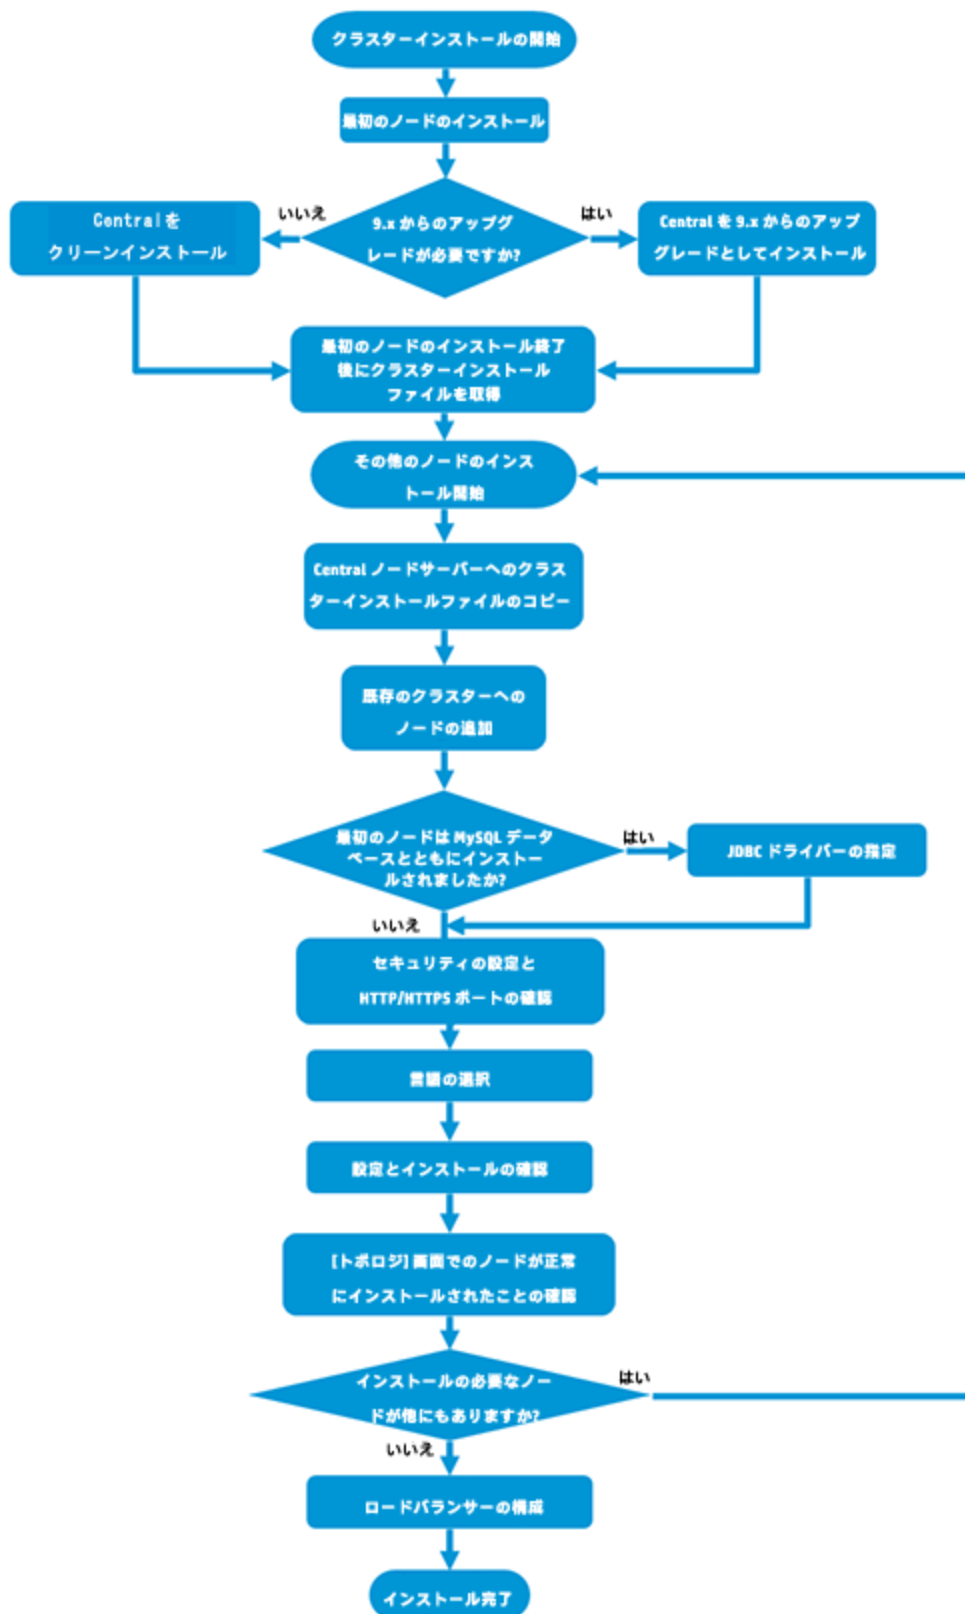 クラスターインストールの開始
最初のノードのインストール
いいえ
はい
9.x からのアップグ
レードが必要ですか?
Centralを
クリーンインストール
Central を 9.x からのアップ
グレードとしてインストール
最初のノードのインストール終了
後にクラスターインストール
ファイルを取得
その他のノードのインス
トール開始
Central ノードサーバーへのクラス
ターインストールファイルのコピー
既存のクラスターへの
ノードの追加
最初のノードは MySQL データ
ベースとともにインストー
ルされましたか?
はい
JDBC ドライバーの指定
いいえ
セキュリティの設定と
HTTP/HTTPS ポートの確認
言語の選択
設定とインストールの確認
[トポロジ] 画面でのノードが正常
にインストールされたことの確認
インストールの必要なノー
ドが他にもありますか?
はい
いいえ
ロードバランサーの構成
インストール完了